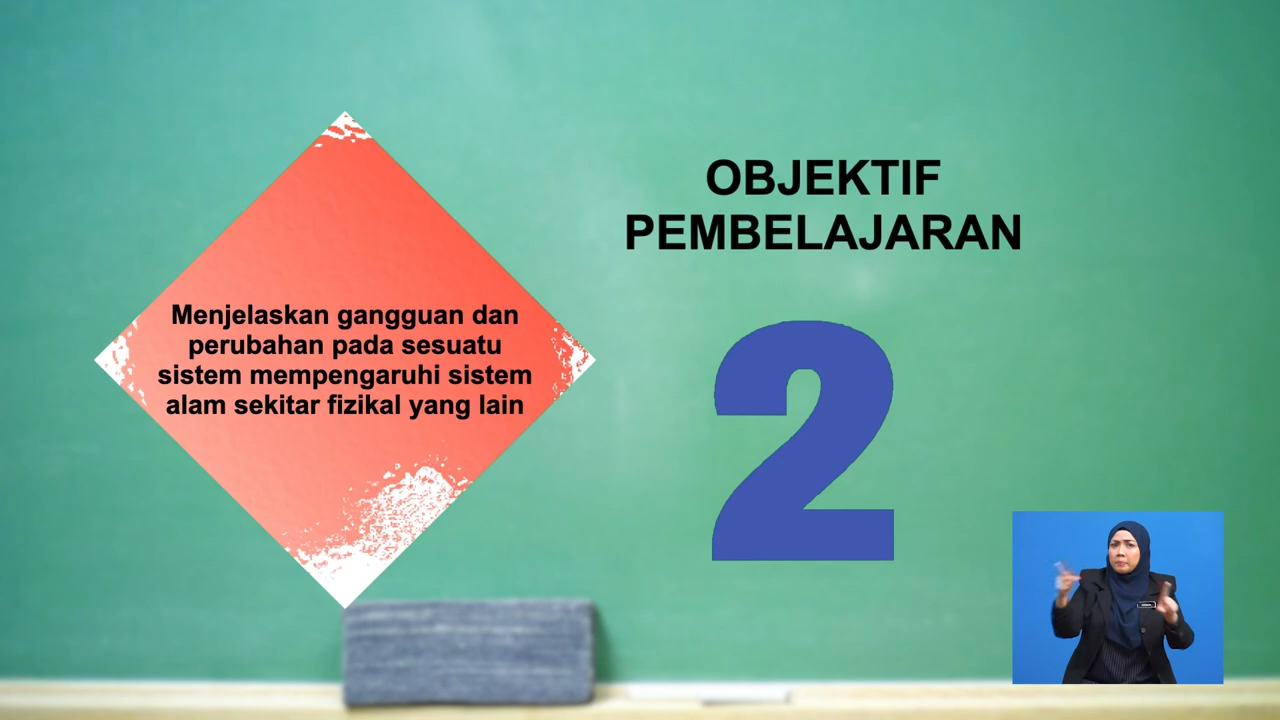 OBJEKTIF
PEMBELAJARAN
2
Menjelaskan gangguan dan
perubahan pada sesuatu
sistem mempengaruhi sistem
alam sekitar fizikal yang lain